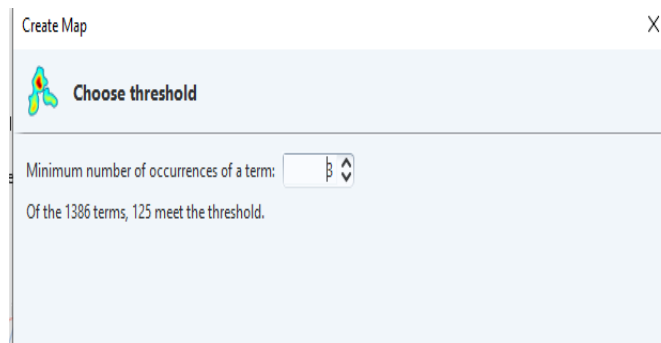 Create Map
Choose threshold
Minimum number of occurrences of a term: 3
Of the 1386 terms, 125 meet the threshold.